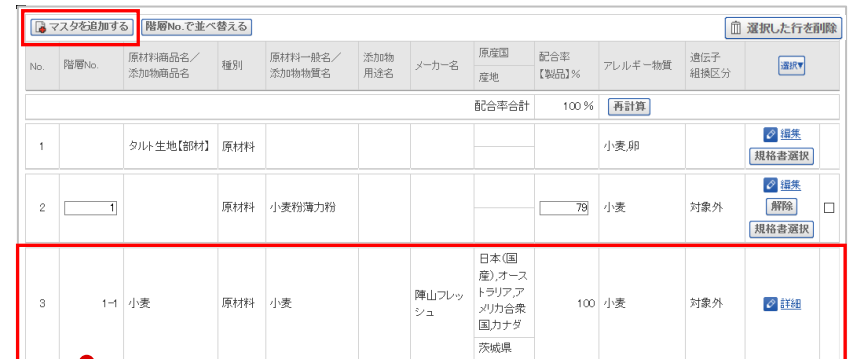 マスタを追加する 階層No.で並べ替える 選択した行を削除
No. 階層No. 原材料商品名／ 種別 原材料一般名／ 添加物 メーカー名 原産国 配合率 アレルギー物質 遺伝子 選択▼
添加物商品名 添加物物質名 用途名 産地 【製品】% 組換区分
配合率合計 100 % 再計算
1 タルト生地【部材】 原材料 小麦,卵 編集
規格書選択
2 1 原材料 小麦粉薄力粉 79 小麦 対象外 編集
解除
規格書選択
3 1-1 小麦 原材料 小麦 陣山フレッ
シュ 日本(国
産),オース
トラリア,ア
メリカ合衆
国,カナダ 100 小麦 対象外 詳細
茨城県